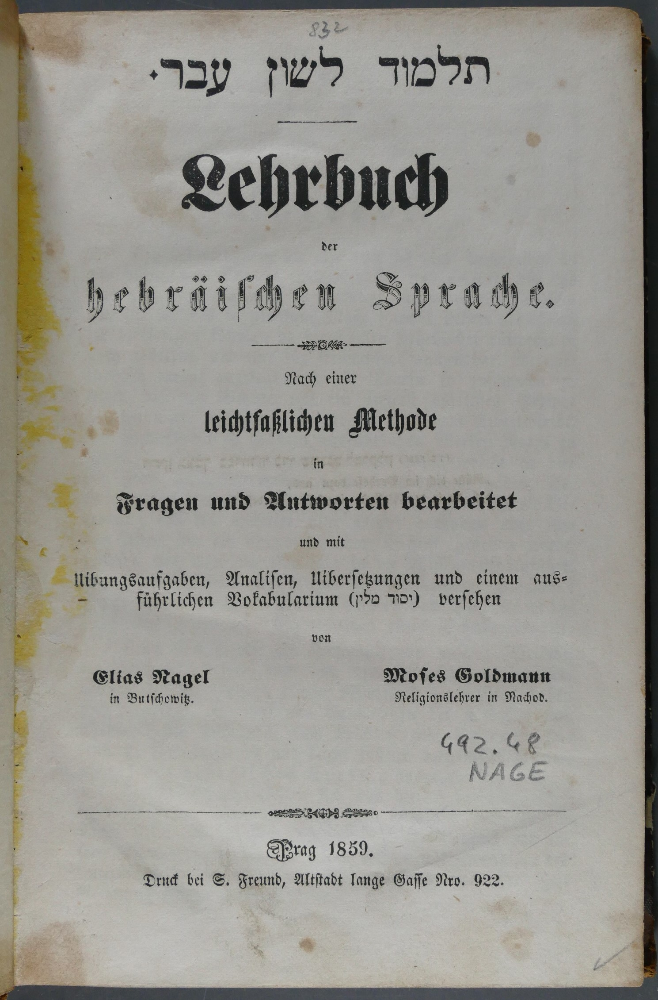 832
תלמוד לשון עבר.
Lehrbuch
der
hebräischen Sprache.
Nach einer
leichtfaßlichen Methode
in
Fragen und Antworten bearbeitet
und mit
Uibungsaufgaben, Analisen, Uibersetzungen und einem aus-
führlichen Vokabularium (יסוד מלין) versehen
von
Elias Nagel
in Butschowitz.
Moses Goldmann
Religionslehrer in Nachod.
492.48
NAGE
Prag 1859.
Druck bei S. Freund, Altstadt lange Gasse Nro. 922.